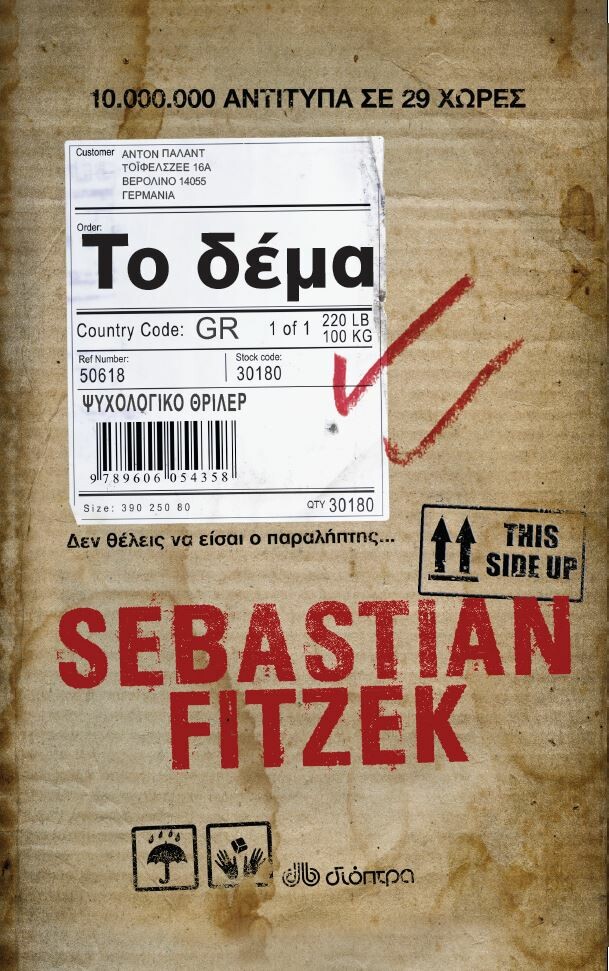 10.000.000 ΑΝΤΙΤΥΠΑ ΣΕ 29 ΧΩΡΕΣ
Customer ΑΝΤΟΝ ΠΑΛΑΝΤ
ΤΟΪΦΕΛΣΖΕΕ 16Α
ΒΕΡΟΛΙΝΟ 14055
ΓΕΡΜΑΝΙΑ
Order:
Το δέμα
Country Code: GR 1 of 1 220 LB 100 KG
Ref Number: Stock code:
50618 30180
ΨΥΧΟΛΟΓΙΚΟ ΘΡΙΛΕΡ
9 789606 054358
Size: 390 250 80 QTY 30180
Δεν θέλεις να είσαι ο παραλήπτης...
THIS
SIDE UP
SEBASTIAN
FITZEK
διόπτρα